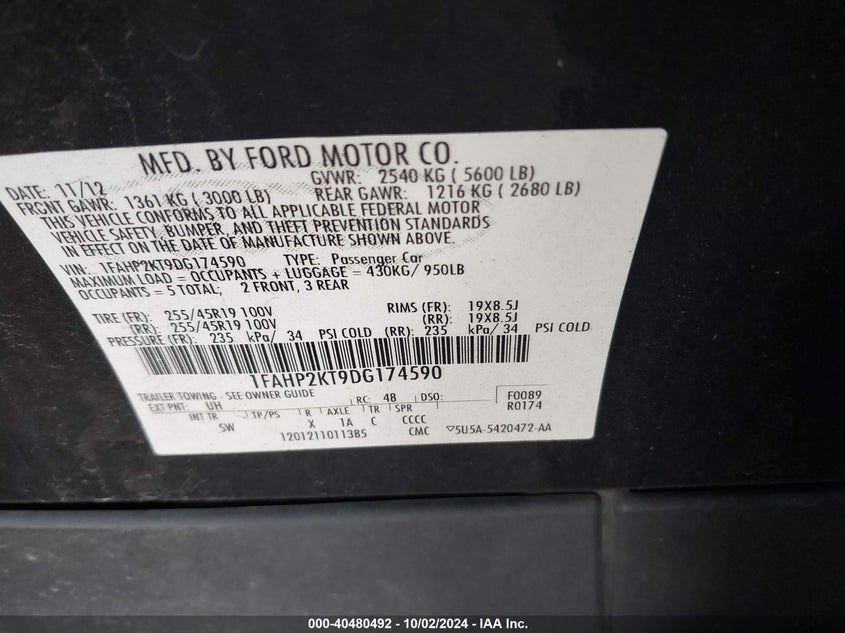 MFD. BY FORD MOTOR CO.
DATE: 11/12 GVWR: 2540 KG ( 5600 LB)
FRNT GAWR: 1361 KG ( 3000 LB) REAR GAWR: 1216 KG ( 2680 LB)
THIS VEHICLE CONFORMS TO ALL APPLICABLE FEDERAL MOTOR
VEHICLE SAFETY, BUMPER, AND THEFT PREVENTION STANDARDS
IN EFFECT ON THE DATE OF MANUFACTURE SHOWN ABOVE.
VIN: 1FAHP2KT9DG174590 TYPE: Passenger Car
MAXIMUM LOAD = OCCUPANTS + LUGGAGE = 430KG/ 950LB
OCCUPANTS = 5 TOTAL; 2 FRONT, 3 REAR
TIRE (FR): 255/45R19 100V RIMS (FR): 19X8.5J
(RR): 255/45R19 100V (RR): 19X8.5J
PRESSURE (FR): 235 kPa/ 34 PSI COLD (RR): 235 kPa/ 34 PSI COLD
1FAHP2KT9DG174590
TRAILER TOWING - SEE OWNER GUIDE
EXT PNT: UH RC: 48 DSO: F0089
R0174
INT TR TP/PS R AXLE TR SPR
SW X 1A C CCCC
1201211011385 CMC 5U5A-5420472-AA
000-40480492 - 10/02/2024 - IAA Inc.